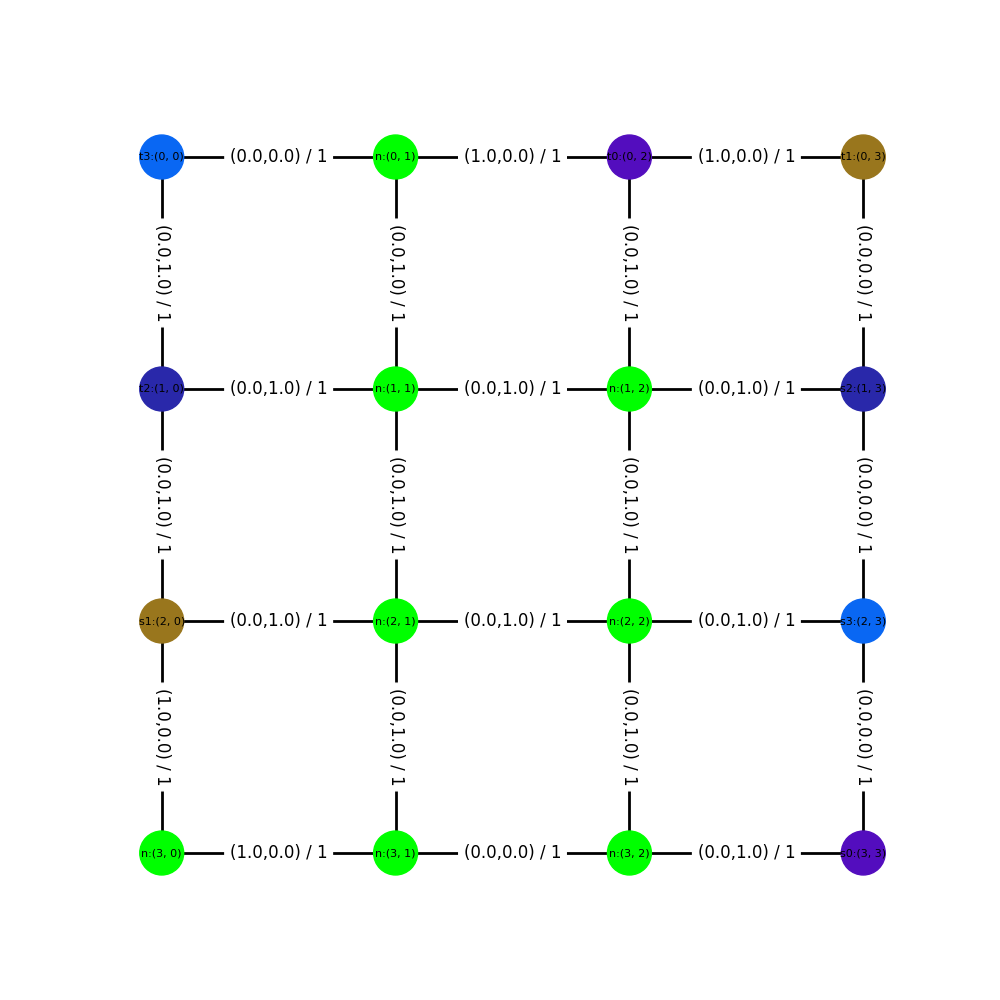 t3:(0, 0) (0.0,0.0) / 1 n:(0, 1) (1.0,0.0) / 1 t0:(0, 2) (1.0,0.0) / 1 t1:(0, 3)
(0.0,1.0) / 1 (0.0,1.0) / 1 (0.0,1.0) / 1 (0.0,0.0) / 1
t2:(1, 0) (0.0,1.0) / 1 n:(1, 1) (0.0,1.0) / 1 n:(1, 2) (0.0,1.0) / 1 s2:(1, 3)
(0.0,1.0) / 1 (0.0,1.0) / 1 (0.0,1.0) / 1 (0.0,0.0) / 1
s1:(2, 0) (0.0,1.0) / 1 n:(2, 1) (0.0,1.0) / 1 n:(2, 2) (0.0,1.0) / 1 s3:(2, 3)
(1.0,0.0) / 1 (0.0,1.0) / 1 (0.0,1.0) / 1 (0.0,0.0) / 1
n:(3, 0) (1.0,0.0) / 1 n:(3, 1) (0.0,0.0) / 1 n:(3, 2) (0.0,1.0) / 1 s0:(3, 3)